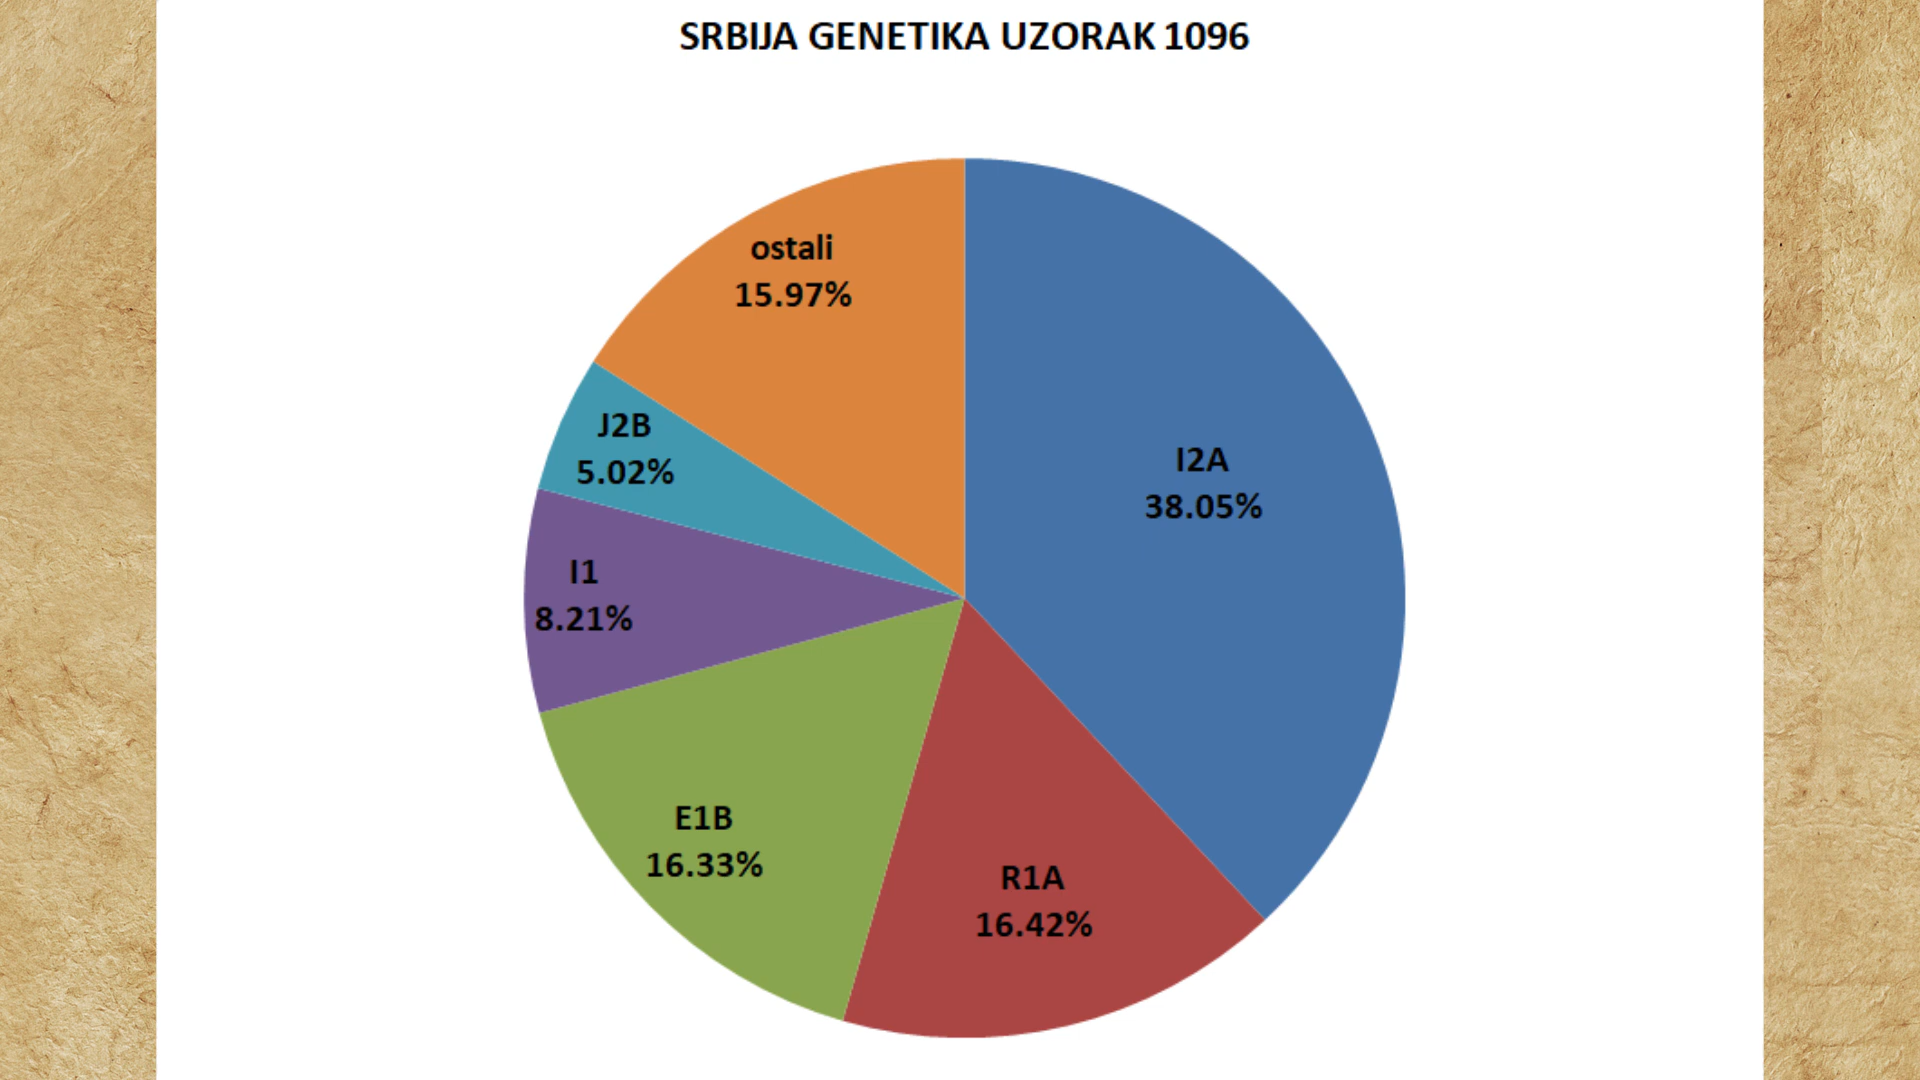 SRBIJA GENETIKA UZORAK 1096
ostali
15.97%
J2B
5.02%
I2A
38.05%
I1
8.21%
E1B
16.33%
R1A
16.42%